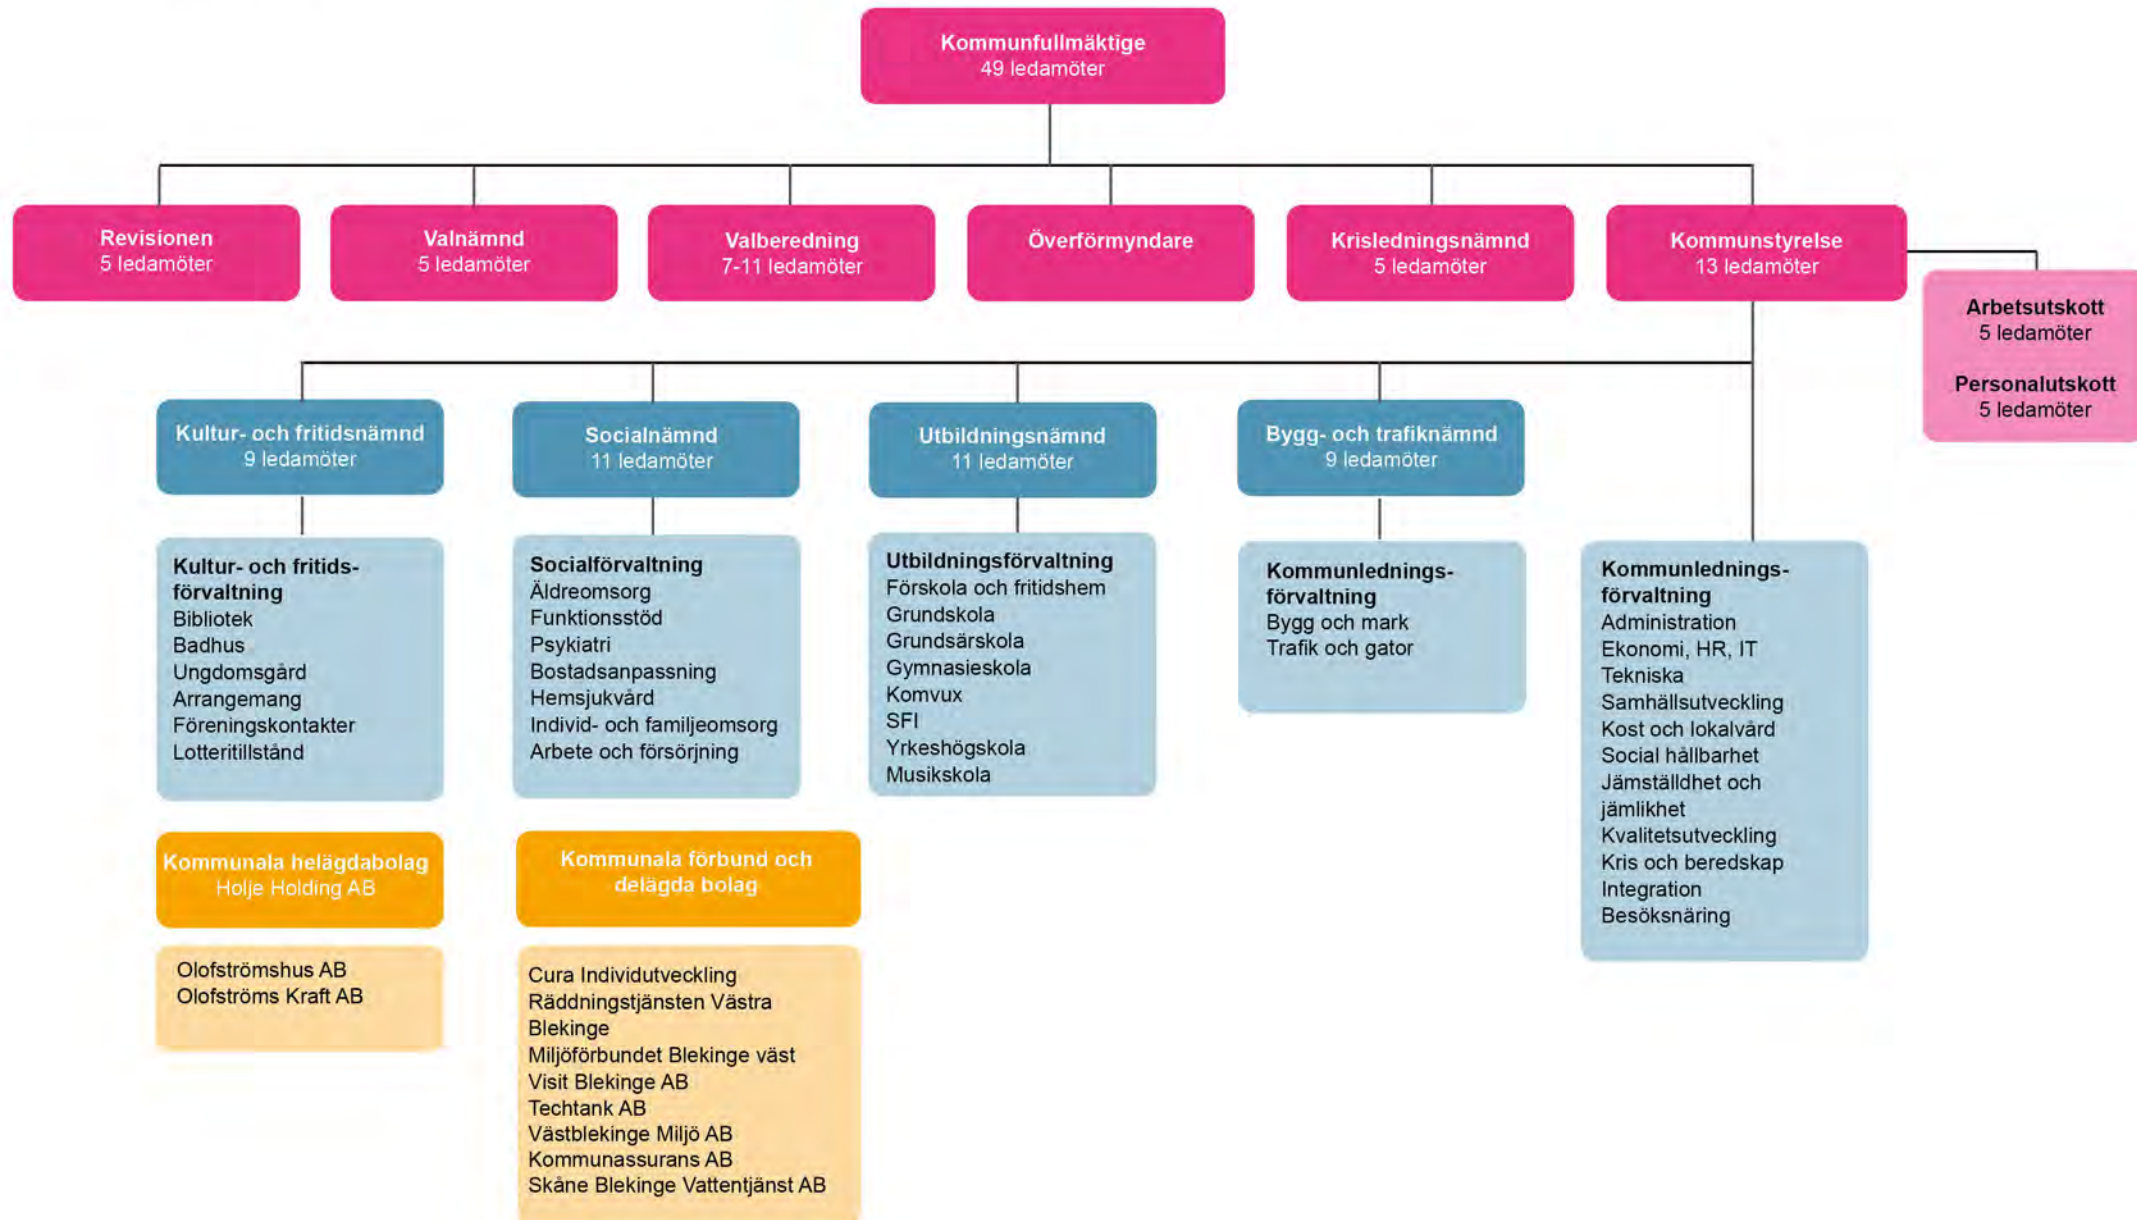 Kommunfullmäktige
49 ledamöter
Revisionen
5 ledamöter
Valnämnd
5 ledamöter
Valberedning
7-11 ledamöter
Överförmyndare
Krisledningsnämnd
5 ledamöter
Kommunstyrelse
13 ledamöter
Arbetsutskott
5 ledamöter
Personalutskott
5 ledamöter
Kultur- och fritidsnämnd
9 ledamöter
Socialnämnd
11 ledamöter
Utbildningsnämnd
11 ledamöter
Bygg- och trafiknämnd
9 ledamöter
Kultur- och fritids-
förvaltning
Bibliotek
Badhus
Ungdomsgård
Arrangemang
Föreningskontakter
Lotteritillstånd
Socialförvaltning
Äldreomsorg
Funktionsstöd
Psykiatri
Bostadsanpassning
Hemsjukvård
Individ- och familjeomsorg
Arbete och försörjning
Utbildningsförvaltning
Förskola och fritidshem
Grundskola
Grundsärskola
Gymnasieskola
Komvux
SFI
Yrkeshögskola
Musikskola
Kommunlednings-
förvaltning
Bygg och mark
Trafik och gator
Kommunlednings-
förvaltning
Administration
Ekonomi, HR, IT
Tekniska
Samhällsutveckling
Kost och lokalvård
Social hållbarhet
Jämställdhet och
jämlikhet
Kvalitetsutveckling
Kris och beredskap
Integration
Besöksnäring
Kommunala helägdabolag
Holje Holding AB
Olofströmshus AB
Olofströms Kraft AB
Kommunala förbund och
delägda bolag
Cura Individutveckling
Räddningstjänsten Västra
Blekinge
Miljöförbundet Blekinge väst
Visit Blekinge AB
Techtank AB
Västblekinge Miljö AB
Kommunassurans AB
Skåne Blekinge Vattentjänst AB